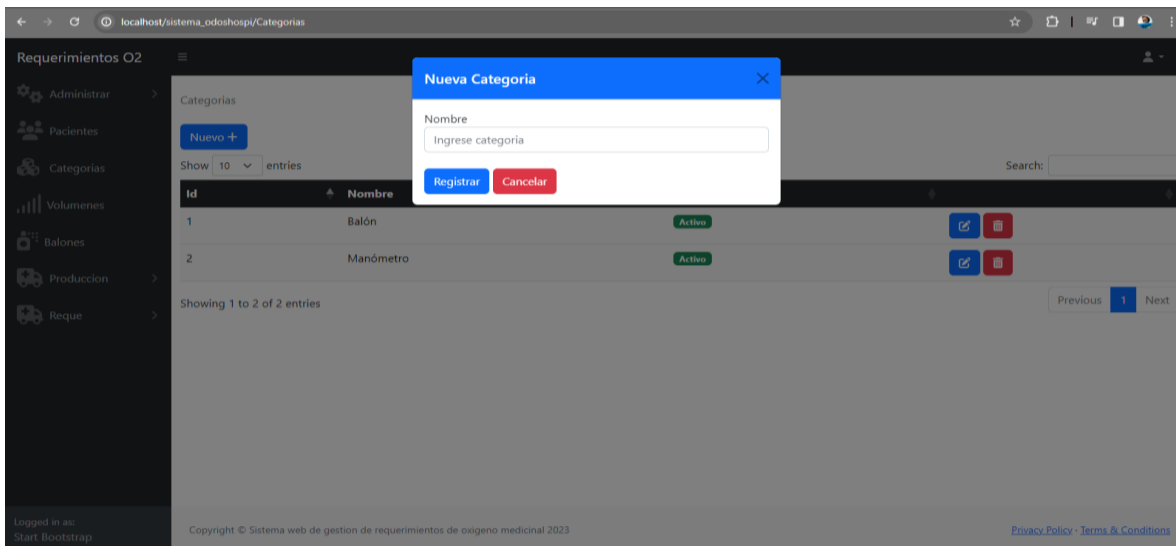 localhost/sistema_odoshospi/Categorias
Requerimientos O2
Administrar
Pacientes
Categorias
Volumenes
Balones
Produccion
Reque
Logged in as:
Start Bootstrap
Categorias
Nuevo +
Show 10 entries
Search:
Id Nombre
1 Balón Activo
2 Manómetro Activo
Showing 1 to 2 of 2 entries
Previous 1 Next
Nueva Categoria
Nombre
Ingrese categoría
Registrar Cancelar
Copyright © Sistema web de gestion de requerimientos de oxigeno medicinal 2023
Privacy Policy · Terms & Conditions